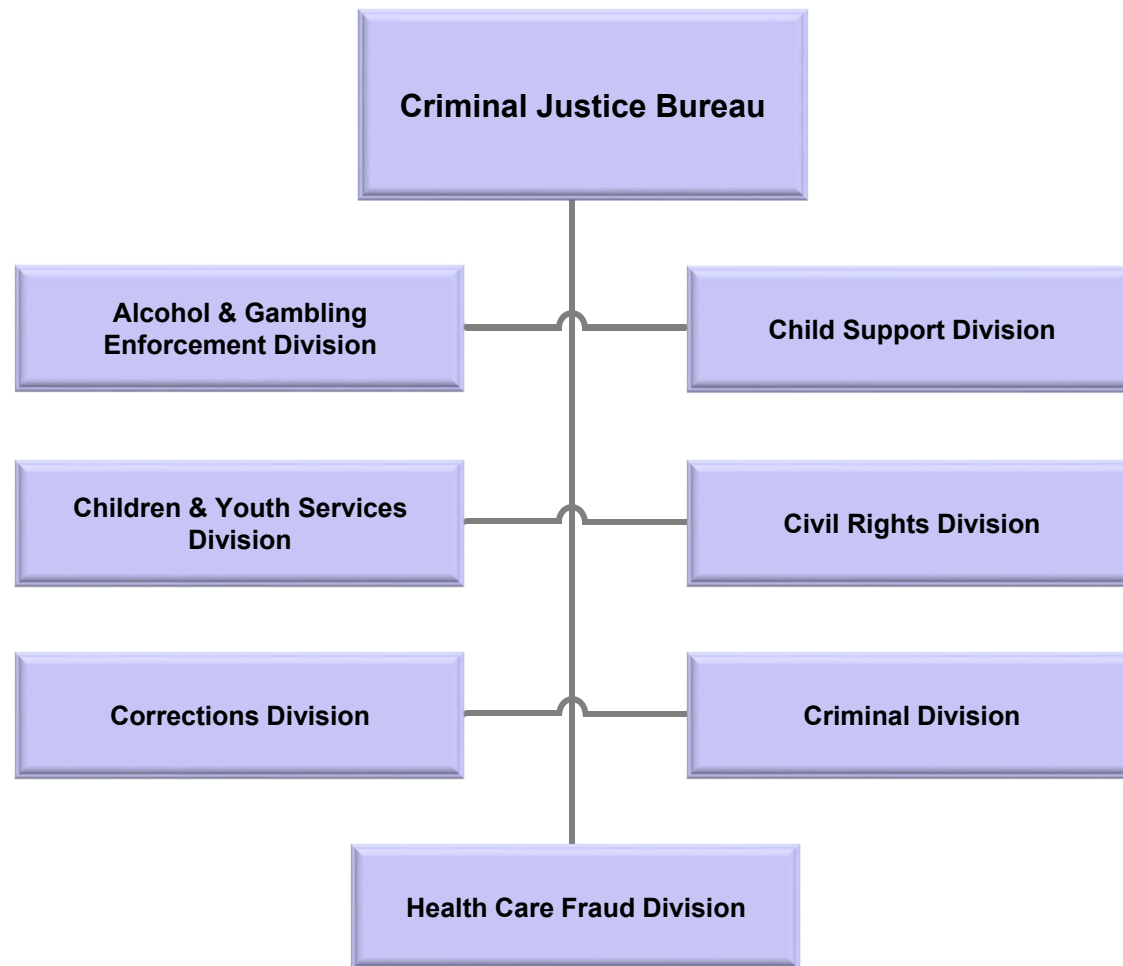 Criminal Justice Bureau
Alcohol & Gambling
Enforcement Division
Child Support Division
Children & Youth Services
Division
Civil Rights Division
Corrections Division
Criminal Division
Health Care Fraud Division